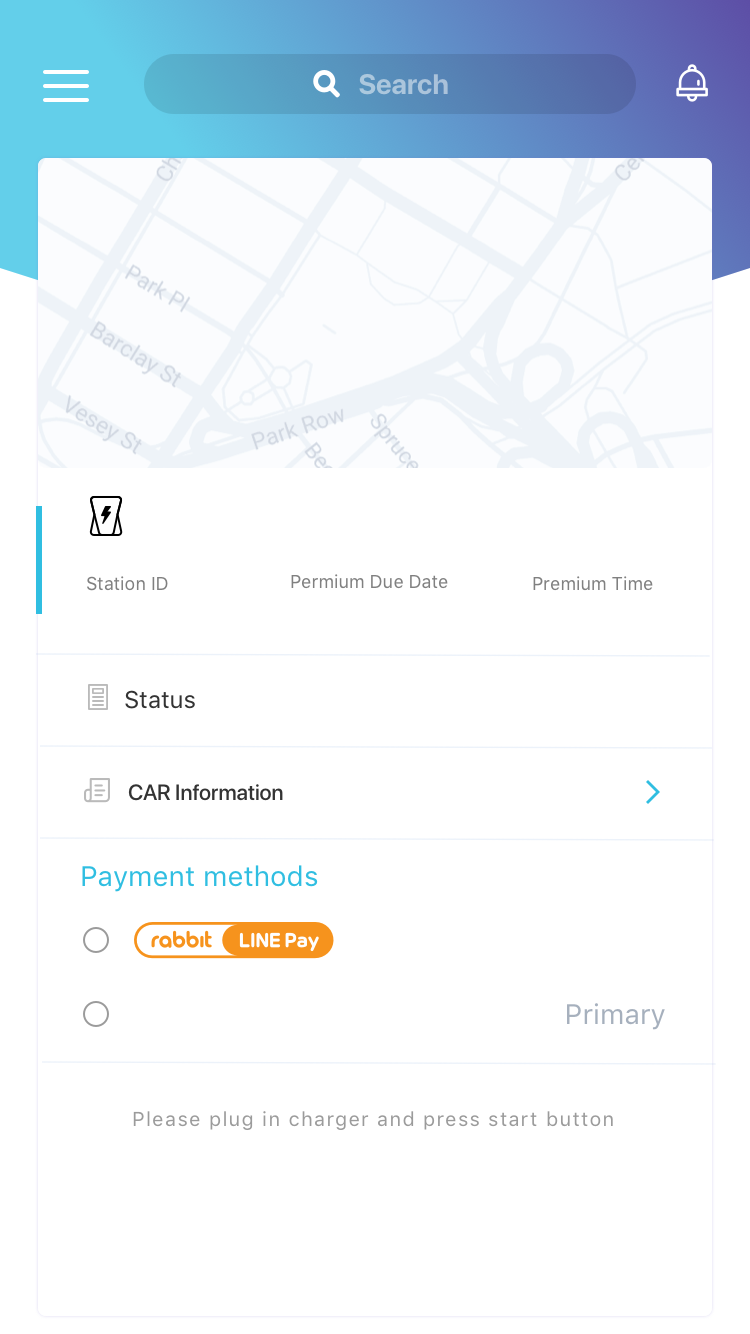 Search
Ch
Ce
Park Pl
Barclay St
Vesey St
Park Row
Spruce
Be
Station ID
Permium Due Date
Premium Time
Status
CAR Information
Payment methods
rabbit LINE Pay
Primary
Please plug in charger and press start button